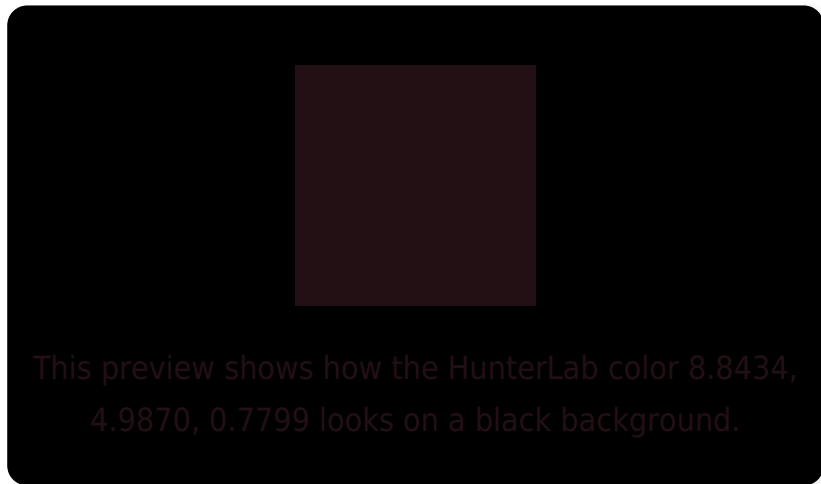 This preview shows how the HunterLab color 8.8434,
4.9870, 0.7799 looks on a black background.